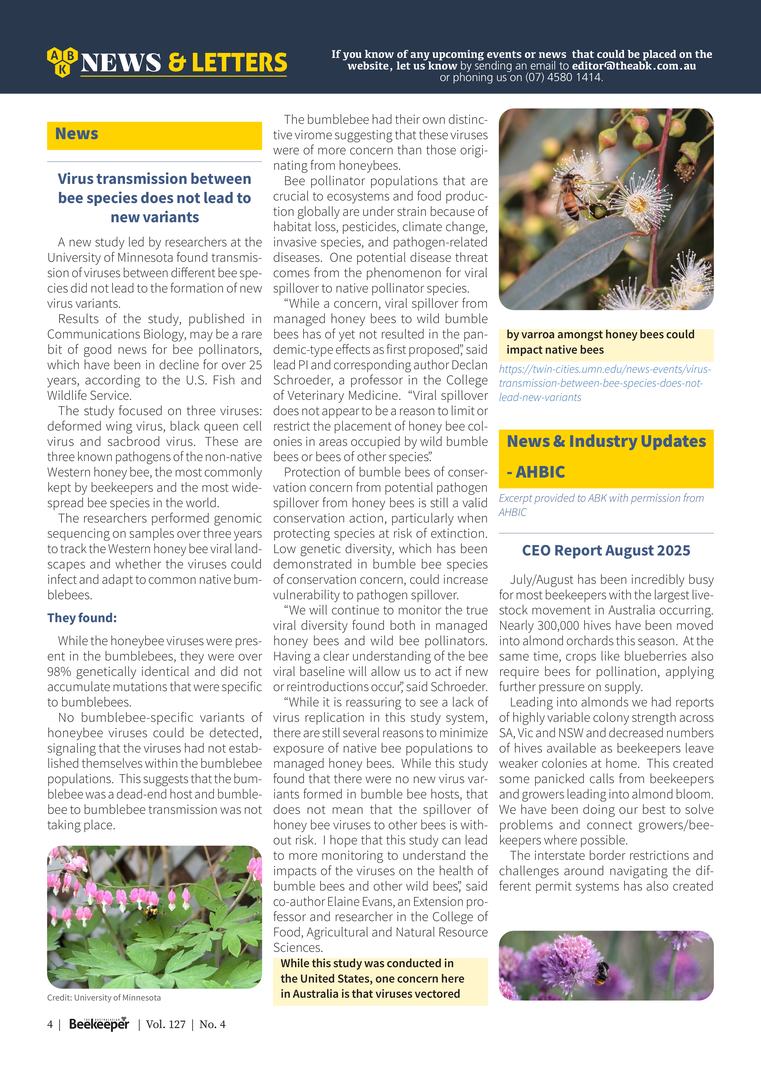 A B K
NEWS & LETTERS
If you know of any upcoming events or news that could be placed on the
website, let us know by sending an email to editor@theabk.com.au
or phoning us on (07) 4580 1414.
News
Virus transmission between
bee species does not lead to
new variants
A new study led by researchers at the
University of Minnesota found transmis-
sion of viruses between different bee spe-
cies did not lead to the formation of new
virus variants.
Results of the study, published in
Communications Biology, may be a rare
bit of good news for bee pollinators,
which have been in decline for over 25
years, according to the U.S. Fish and
Wildlife Service.
The study focused on three viruses:
deformed wing virus, black queen cell
virus and sacbrood virus. These are
three known pathogens of the non-native
Western honey bee, the most commonly
kept by beekeepers and the most wide-
spread bee species in the world.
The researchers performed genomic
sequencing on samples over three years
to track the Western honey bee viral land-
scapes and whether the viruses could
infect and adapt to common native bum-
blebees.
They found:
While the honeybee viruses were pres-
ent in the bumblebees, they were over
98% genetically identical and did not
accumulate mutations that were specific
to bumblebees.
No bumblebee-specific variants of
honeybee viruses could be detected,
signaling that the viruses had not estab-
lished themselves within the bumblebee
populations. This suggests that the bum-
blebee was a dead-end host and bumble-
bee to bumblebee transmission was not
taking place.
Credit: University of Minnesota
The bumblebee had their own distinc-
tive virome suggesting that these viruses
were of more concern than those origi-
nating from honeybees.
Bee pollinator populations that are
crucial to ecosystems and food produc-
tion globally are under strain because of
habitat loss, pesticides, climate change,
invasive species, and pathogen-related
diseases. One potential disease threat
comes from the phenomenon for viral
spillover to native pollinator species.
"While a concern, viral spillover from
managed honey bees to wild bumble
bees has of yet not resulted in the pan-
demic-type effects as first proposed", said
lead PI and corresponding author Declan
Schroeder, a professor in the College
of Veterinary Medicine. "Viral spillover
does not appear to be a reason to limit or
restrict the placement of honey bee col-
onies in areas occupied by wild bumble
bees or bees of other species".
Protection of bumble bees of conser-
vation concern from potential pathogen
spillover from honey bees is still a valid
conservation action, particularly when
protecting species at risk of extinction.
Low genetic diversity, which has been
demonstrated in bumble bee species
of conservation concern, could increase
vulnerability to pathogen spillover.
"We will continue to monitor the true
viral diversity found both in managed
honey bees and wild bee pollinators.
Having a clear understanding of the bee
viral baseline will allow us to act if new
or reintroductions occur", said Schroeder.
"While it is reassuring to see a lack of
virus replication in this study system,
there are still several reasons to minimize
exposure of native bee populations to
managed honey bees. While this study
found that there were no new virus var-
iants formed in bumble bee hosts, that
does not mean that the spillover of
honey bee viruses to other bees is with-
out risk. I hope that this study can lead
to more monitoring to understand the
impacts of the viruses on the health of
bumble bees and other wild bees", said
co-author Elaine Evans, an Extension pro-
fessor and researcher in the College of
Food, Agricultural and Natural Resource
Sciences.
While this study was conducted in
the United States, one concern here
in Australia is that viruses vectored
by varroa amongst honey bees could
impact native bees
https://twin-cities.umn.edu/news-events/virus-
transmission-between-bee-species-does-not-
lead-new-variants
News & Industry Updates
- AHBIC
Excerpt provided to ABK with permission from
AHBIC
CEO Report August 2025
July/August has been incredibly busy
for most beekeepers with the largest live-
stock movement in Australia occurring.
Nearly 300,000 hives have been moved
into almond orchards this season. At the
same time, crops like blueberries also
require bees for pollination, applying
further pressure on supply.
Leading into almonds we had reports
of highly variable colony strength across
SA, Vic and NSW and decreased numbers
of hives available as beekeepers leave
weaker colonies at home. This created
some panicked calls from beekeepers
and growers leading into almond bloom.
We have been doing our best to solve
problems and connect growers/bee-
keepers where possible.
The interstate border restrictions and
challenges around navigating the dif-
ferent permit systems has also created
4 | Beekeeper | Vol. 127 | No. 4